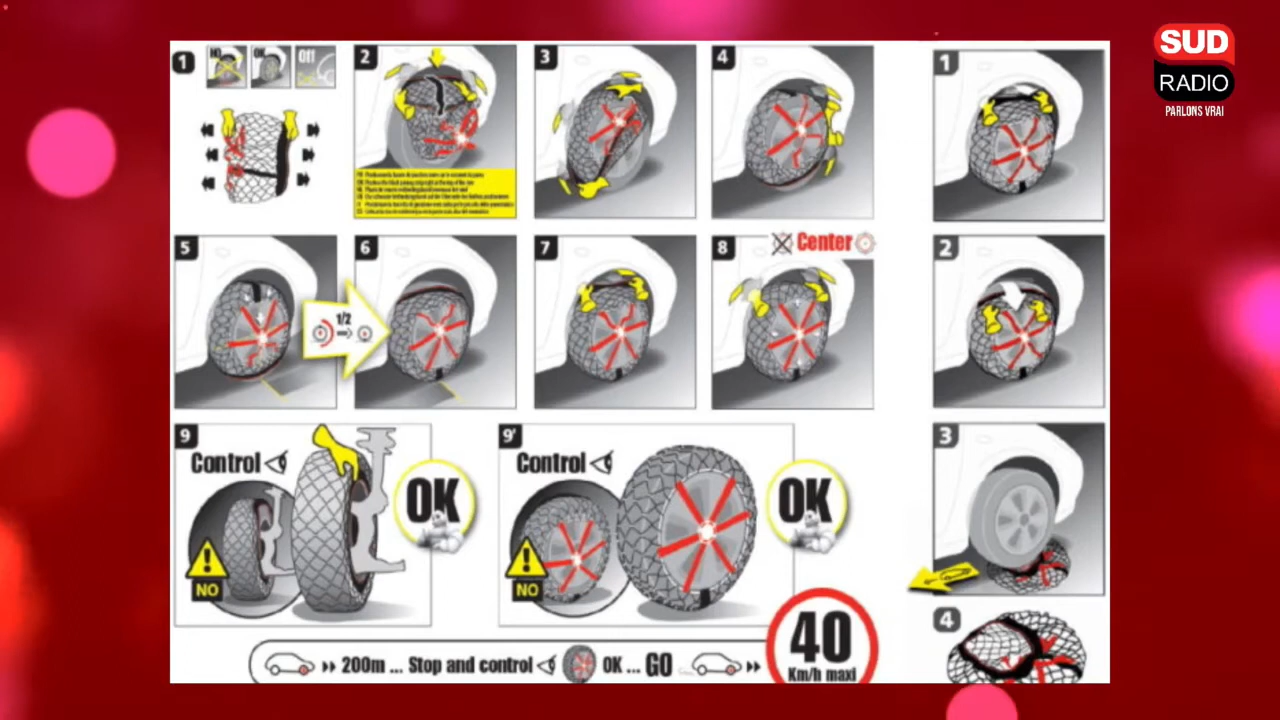 SUD
RADIO
PARLONS VRAI
1
NO
OK
Off
2
3
4
1
5
1/2
6
7
8
Center
2
9
Control
NO
OK
9'
Control
NO
OK
3
4
200m ... Stop and control
OK ... GO
40
Km/h maxi